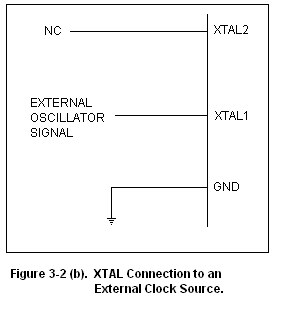 NC XTAL2
EXTERNAL
OSCILLATOR XTAL1
SIGNAL
GND
Figure 3-2 (b). XTAL Connection to an
External Clock Source.